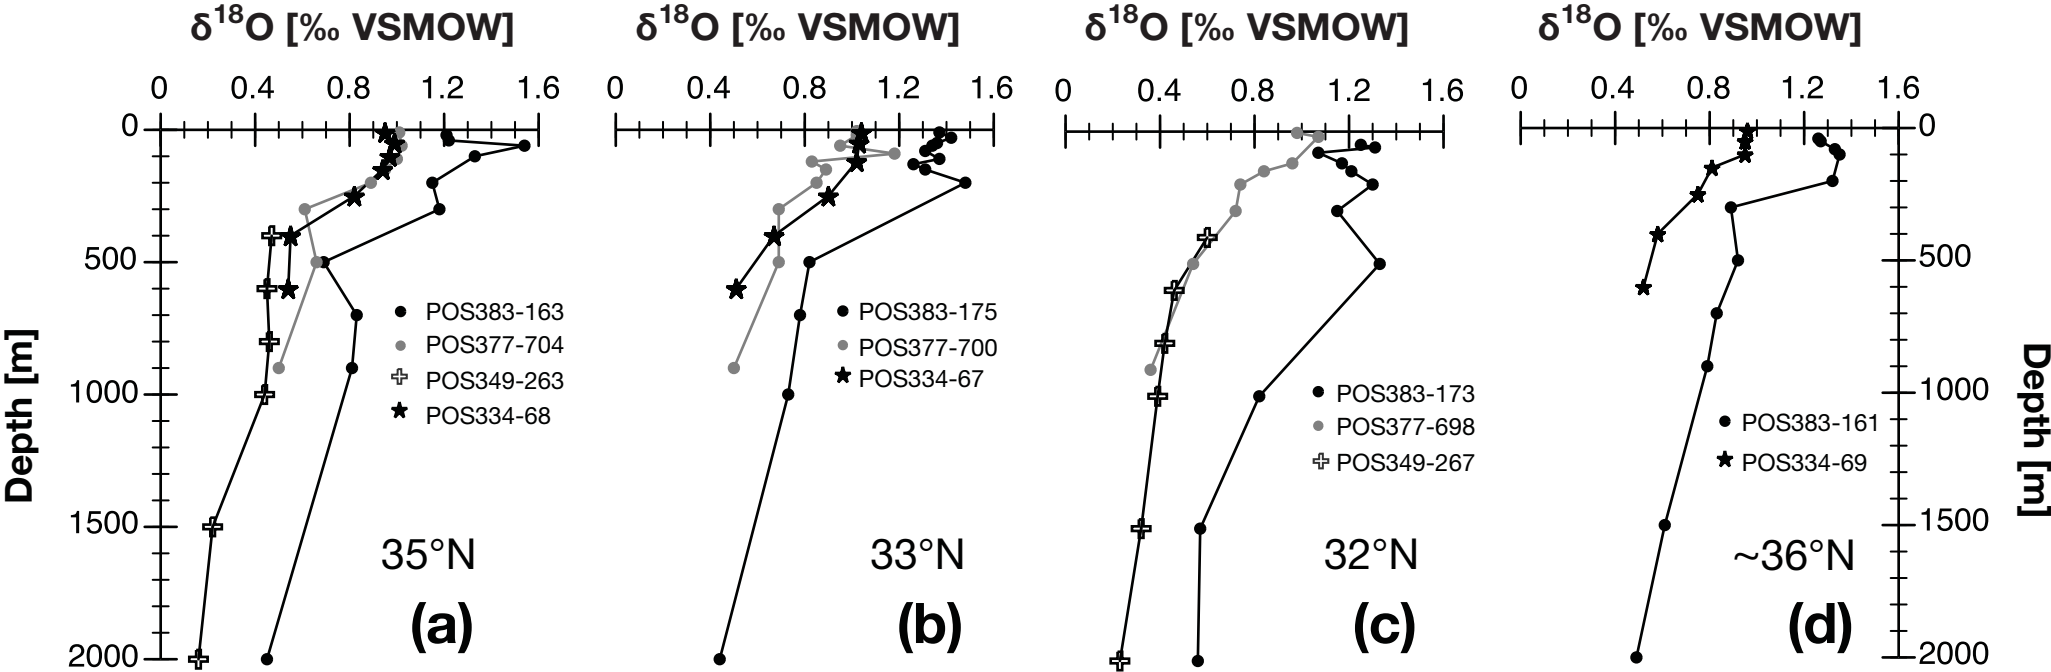 δ¹⁸O [‰ VSMOW]
0 0.4 0.8 1.2 1.6
0
500
1000
1500
2000
Depth [m]
POS383-163
POS377-704
POS349-263
POS334-68
35°N
(a)
δ¹⁸O [‰ VSMOW]
0 0.4 0.8 1.2 1.6
POS383-175
POS377-700
POS334-67
33°N
(b)
δ¹⁸O [‰ VSMOW]
0 0.4 0.8 1.2 1.6
POS383-173
POS377-698
POS349-267
32°N
(c)
δ¹⁸O [‰ VSMOW]
0 0.4 0.8 1.2 1.6
POS383-161
POS334-69
~36°N
(d)
0
500
1000
1500
2000
Depth [m]